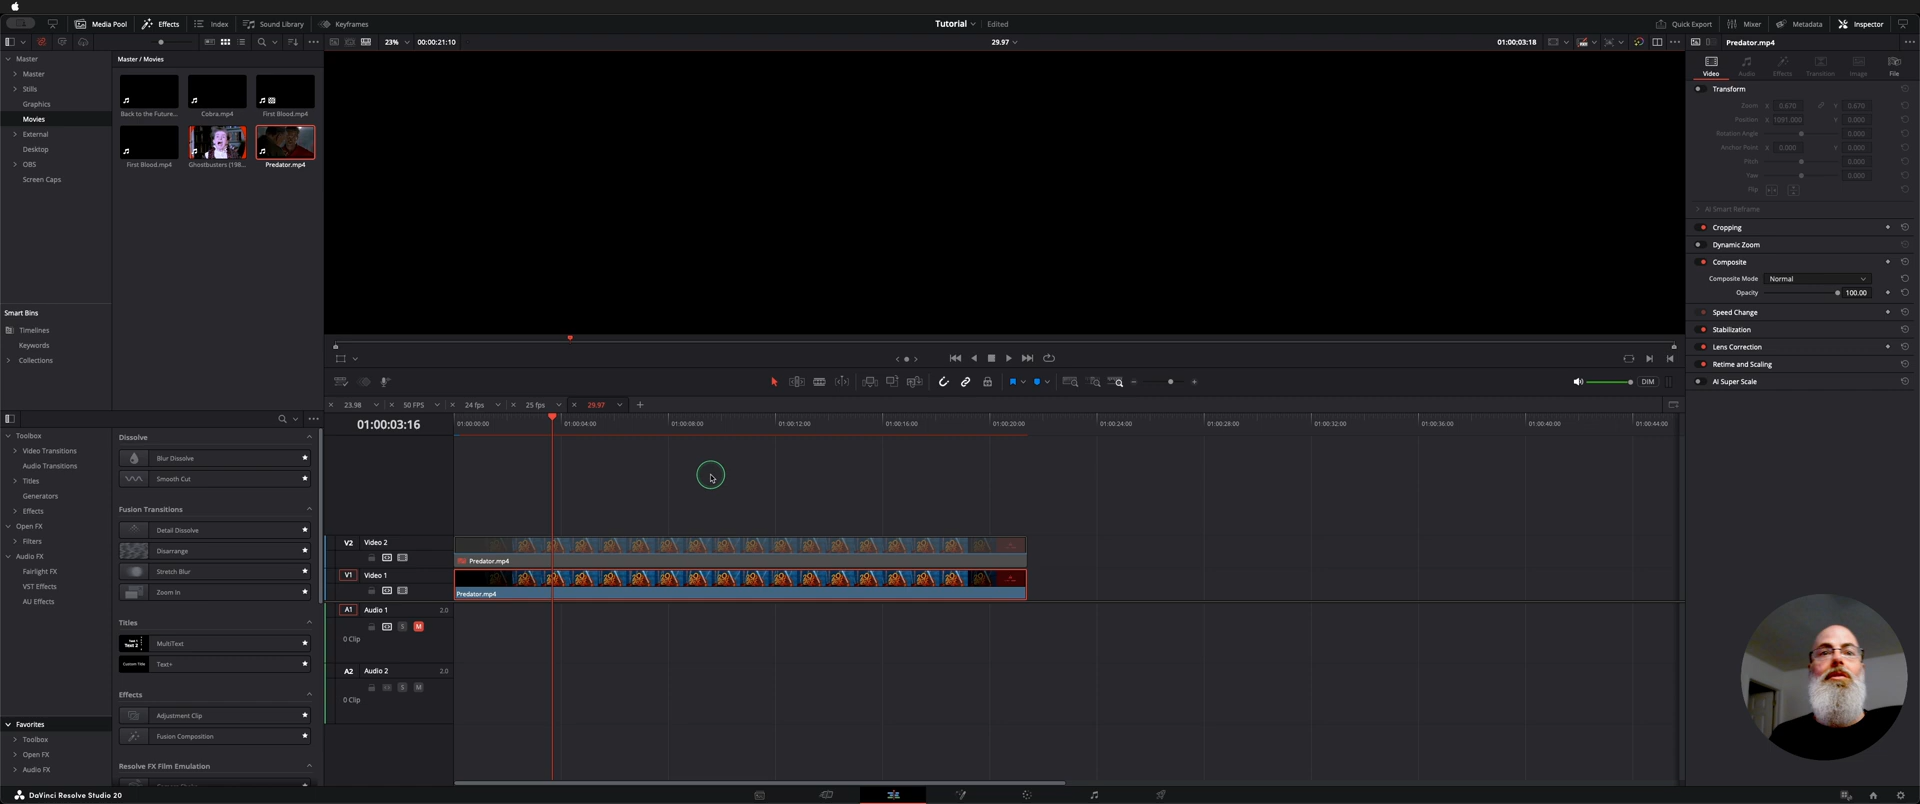 Media Pool Effects Index Sound Library Keyframes Tutorial Edited Quick Export Mixer Metadata Inspector
23% 00:00:21:10 29.97 01:00:03:18 Predator.mp4
Master
Master
Stills
Graphics
Movies
External
Desktop
OBS
Screen Caps
Master / Movies
Back to the Future... Cobra.mp4 First Blood.mp4
First Blood.mp4 Ghostbusters (198... Predator.mp4
Smart Bins
Timelines
Keywords
Collections
Video Audio Effects Transition Image File
Transform
Zoom X 0.670 Y 0.670
Position X 1091.000 Y 0.000
Rotation Angle 0.000
Anchor Point X 0.000 Y 0.000
Pitch 0.000
Yaw 0.000
Flip
AI Smart Reframe
Cropping
Dynamic Zoom
Composite
Composite Mode Normal
Opacity 100.00
Speed Change
Stabilization
Lens Correction
Retime and Scaling
AI Super Scale
DIM
23.98 50 FPS 24 fps 25 fps 29.97
01:00:03:16
01:00:00:00 01:00:04:00 01:00:08:00 01:00:12:00 01:00:16:00 01:00:20:00 01:00:24:00 01:00:28:00 01:00:32:00 01:00:36:00 01:00:40:00 01:00:44:00
V2 Video 2
Predator.mp4
V1 Video 1
Predator.mp4
A1 Audio 1 2.0
S M
0 Clip
A2 Audio 2 2.0
S M
0 Clip
Toolbox
Video Transitions
Audio Transitions
Titles
Generators
Effects
Open FX
Filters
Audio FX
Fairlight FX
VST Effects
AU Effects
Favorites
Toolbox
Open FX
Audio FX
Dissolve
Blur Dissolve
Smooth Cut
Fusion Transitions
Detail Dissolve
Disarrange
Stretch Blur
Zoom In
Titles
Text 1
Text 2
MultiText
Custom Title Text+
Effects
Adjustment Clip
Fusion Composition
Resolve FX Film Emulation
DaVinci Resolve Studio 20